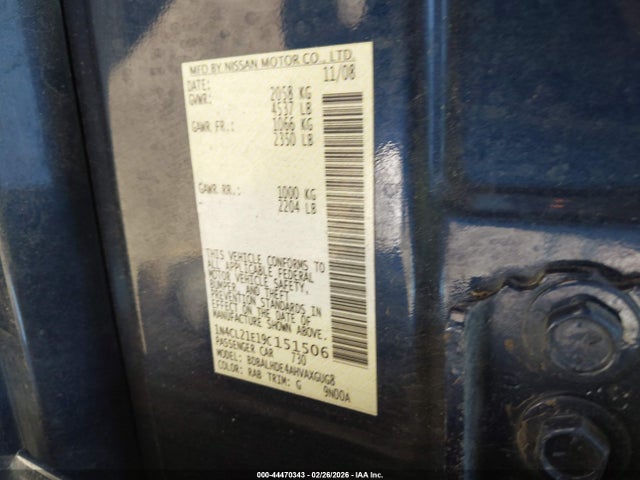 MFD BY NISSAN MOTOR CO., LTD.
DATE: 11/08
GVWR: 2058 KG
4537 LB
GAWR FR.: 1066 KG
2350 LB
GAWR RR.: 1000 KG
2204 LB
THIS VEHICLE CONFORMS TO
ALL APPLICABLE FEDERAL
MOTOR VEHICLE SAFETY,
BUMPER, AND THEFT
PREVENTION STANDARDS IN
EFFECT ON THE DATE OF
MANUFACTURE SHOWN ABOVE.
1N4CL21E19C151506
PASSENGER CAR 730
MODEL: BDBALHDE4AHVAXGUG8
COLOR: RAB TRIM: G 9N00A
000-44470343 - 02/26/2026 - IAA Inc.